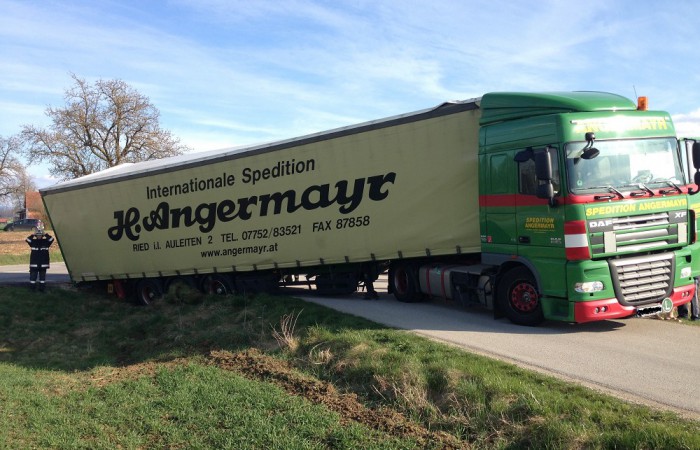 Internationale Spedition
H. Angermayr
RIED i.I. AULEITEN 2 TEL. 07752/83521 FAX 87858
www.angermayr.at
SPEDITION
ANGERMAYR
SPEDITION ANGERMAYR
DAF XF
L